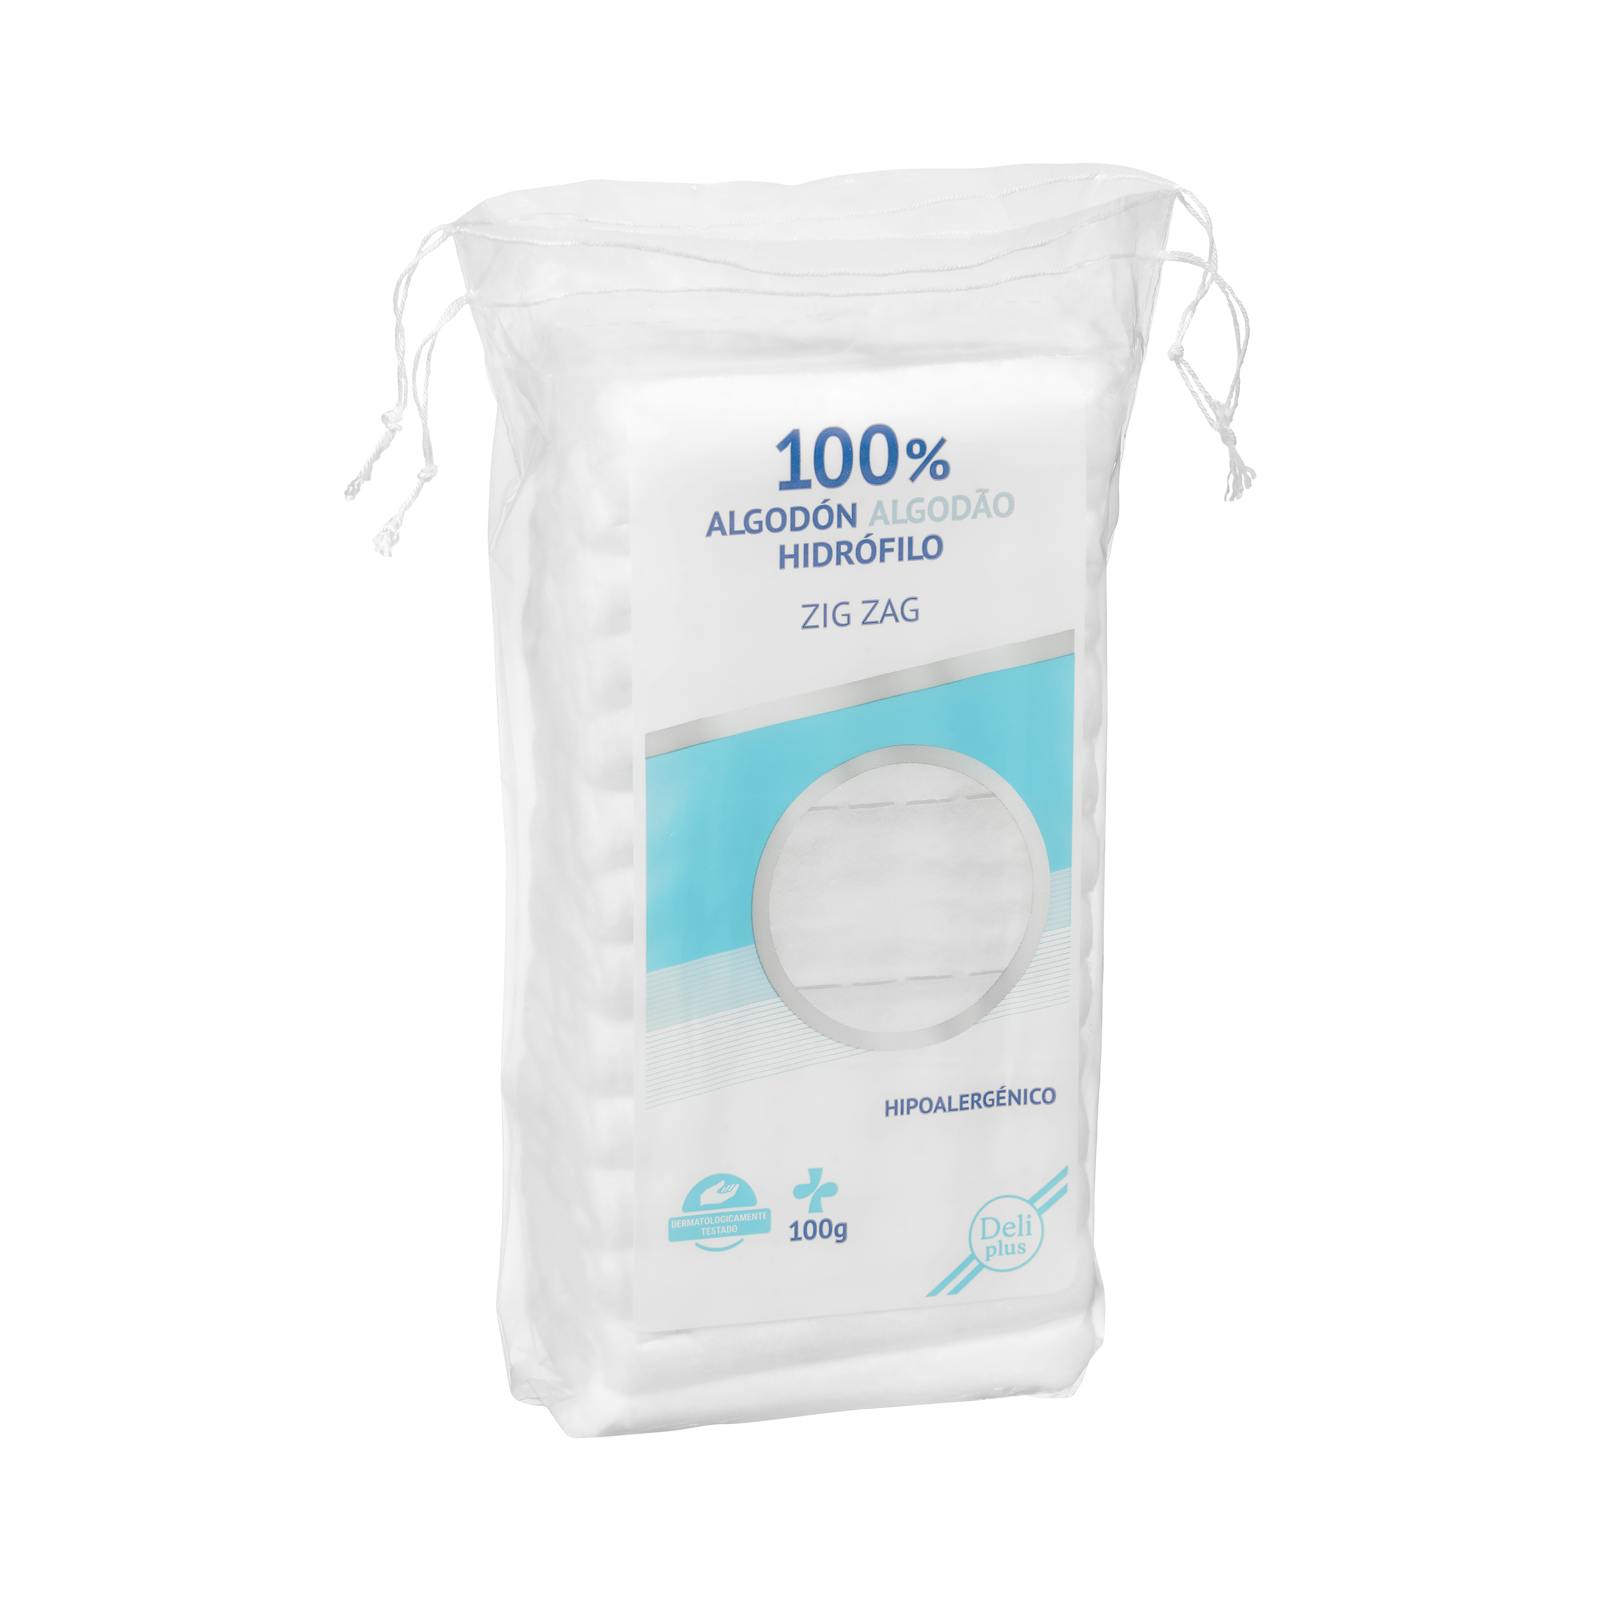 100%
ALGODÓN ALGODÃO
HIDRÓFILO
ZIG ZAG
HIPOALERGÉNICO
DERMATOLOGICAMENTE
TESTADO
100g
Deli
plus